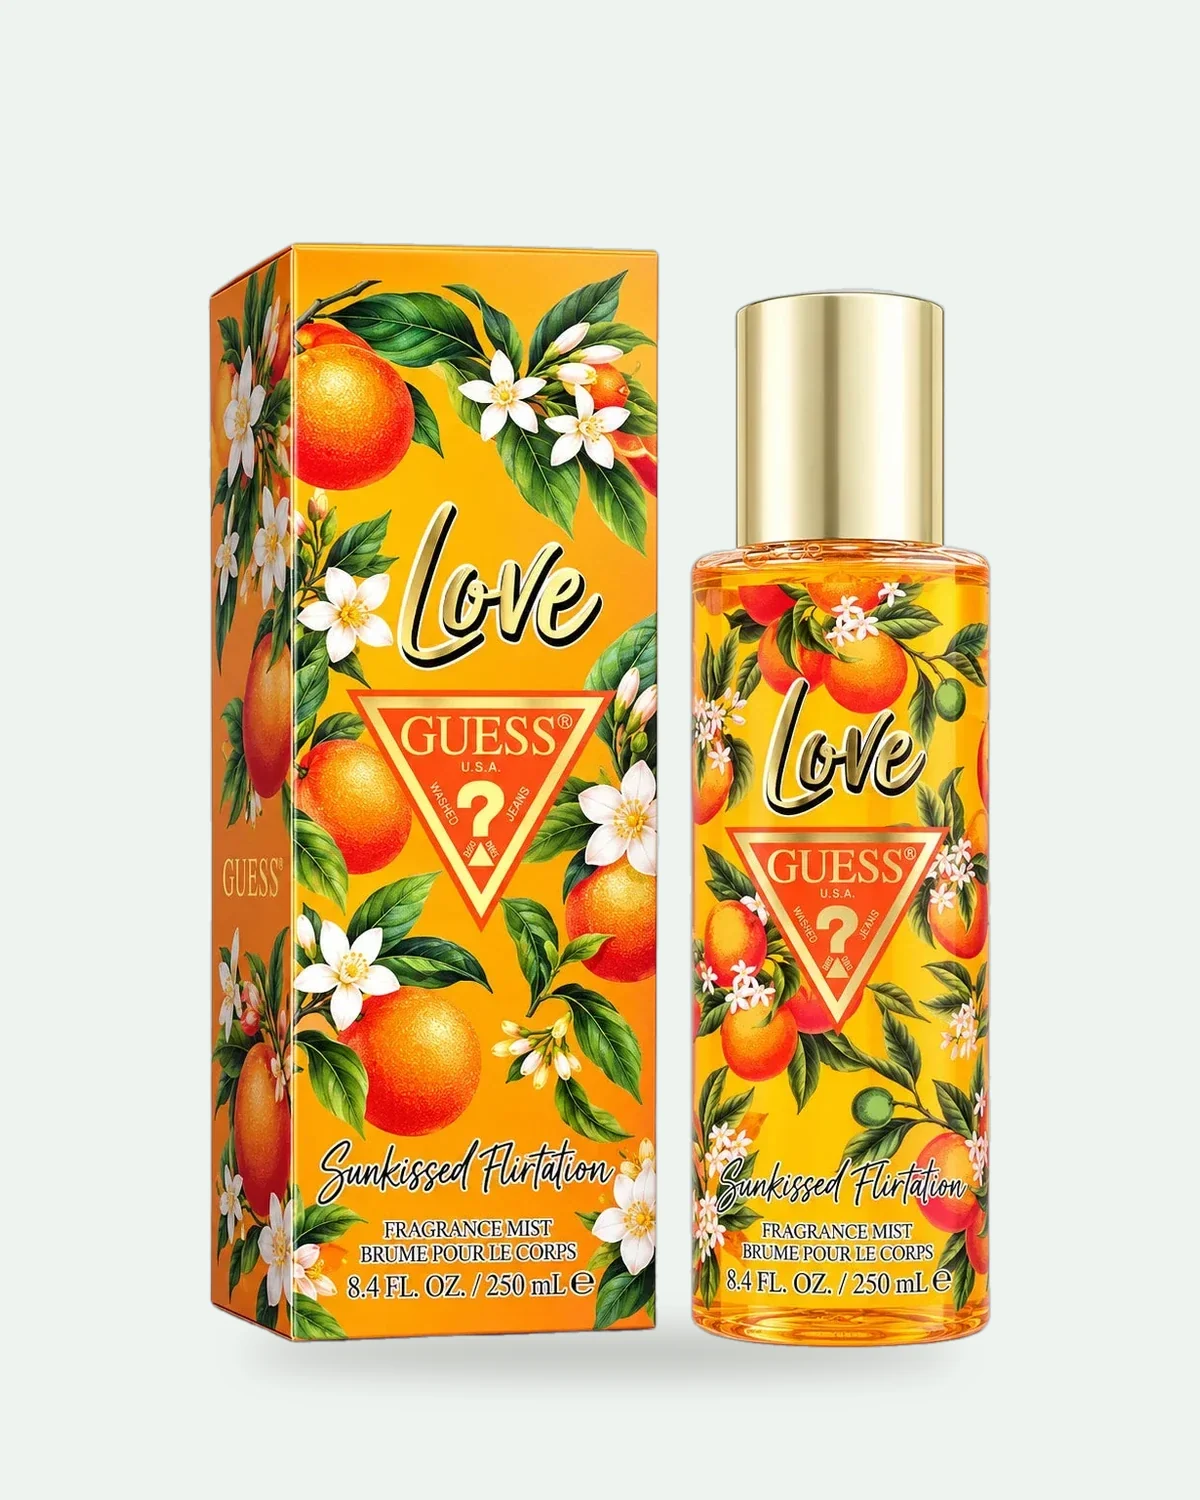 Love
GUESS®
U.S.A.
WASHED
?
JEANS
GUESS®
Sunkissed Flirtation
FRAGRANCE MIST
BRUME POUR LE CORPS
8.4 FL. OZ. / 250 mL ℮
Love
GUESS®
U.S.A.
WASHED
?
JEANS
Sunkissed Flirtation
FRAGRANCE MIST
BRUME POUR LE CORPS
8.4 FL. OZ. / 250 mL ℮